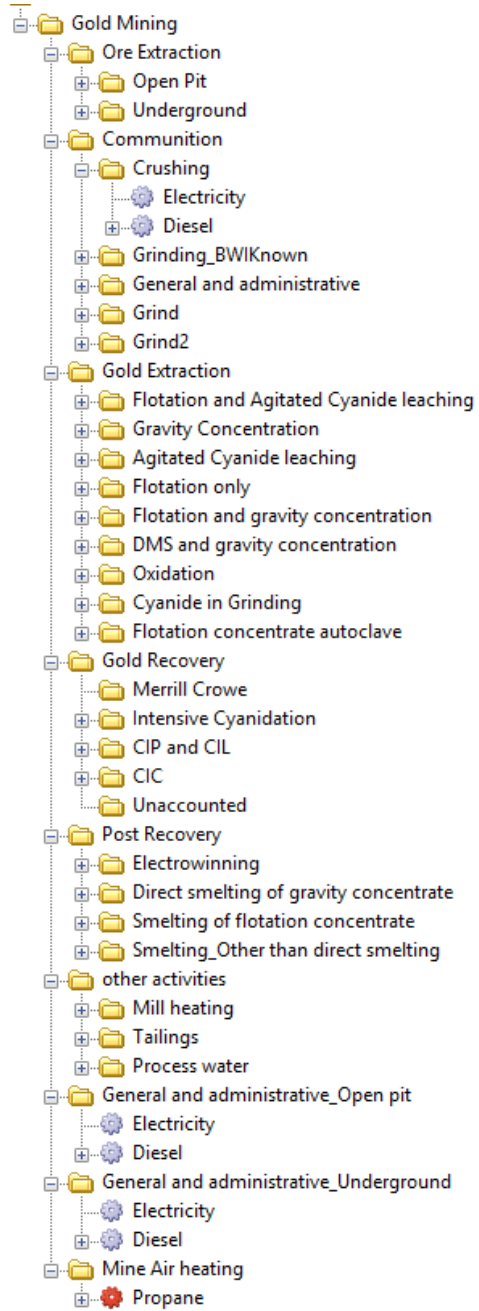 Gold Mining
Ore Extraction
Open Pit
Underground
Communition
Crushing
Electricity
Diesel
Grinding_BWIKnown
General and administrative
Grind
Grind2
Gold Extraction
Flotation and Agitated Cyanide leaching
Gravity Concentration
Agitated Cyanide leaching
Flotation only
Flotation and gravity concentration
DMS and gravity concentration
Oxidation
Cyanide in Grinding
Flotation concentrate autoclave
Gold Recovery
Merrill Crowe
Intensive Cyanidation
CIP and CIL
CIC
Unaccounted
Post Recovery
Electrowinning
Direct smelting of gravity concentrate
Smelting of flotation concentrate
Smelting_Other than direct smelting
other activities
Mill heating
Tailings
Process water
General and administrative_Open pit
Electricity
Diesel
General and administrative_Underground
Electricity
Diesel
Mine Air heating
Propane